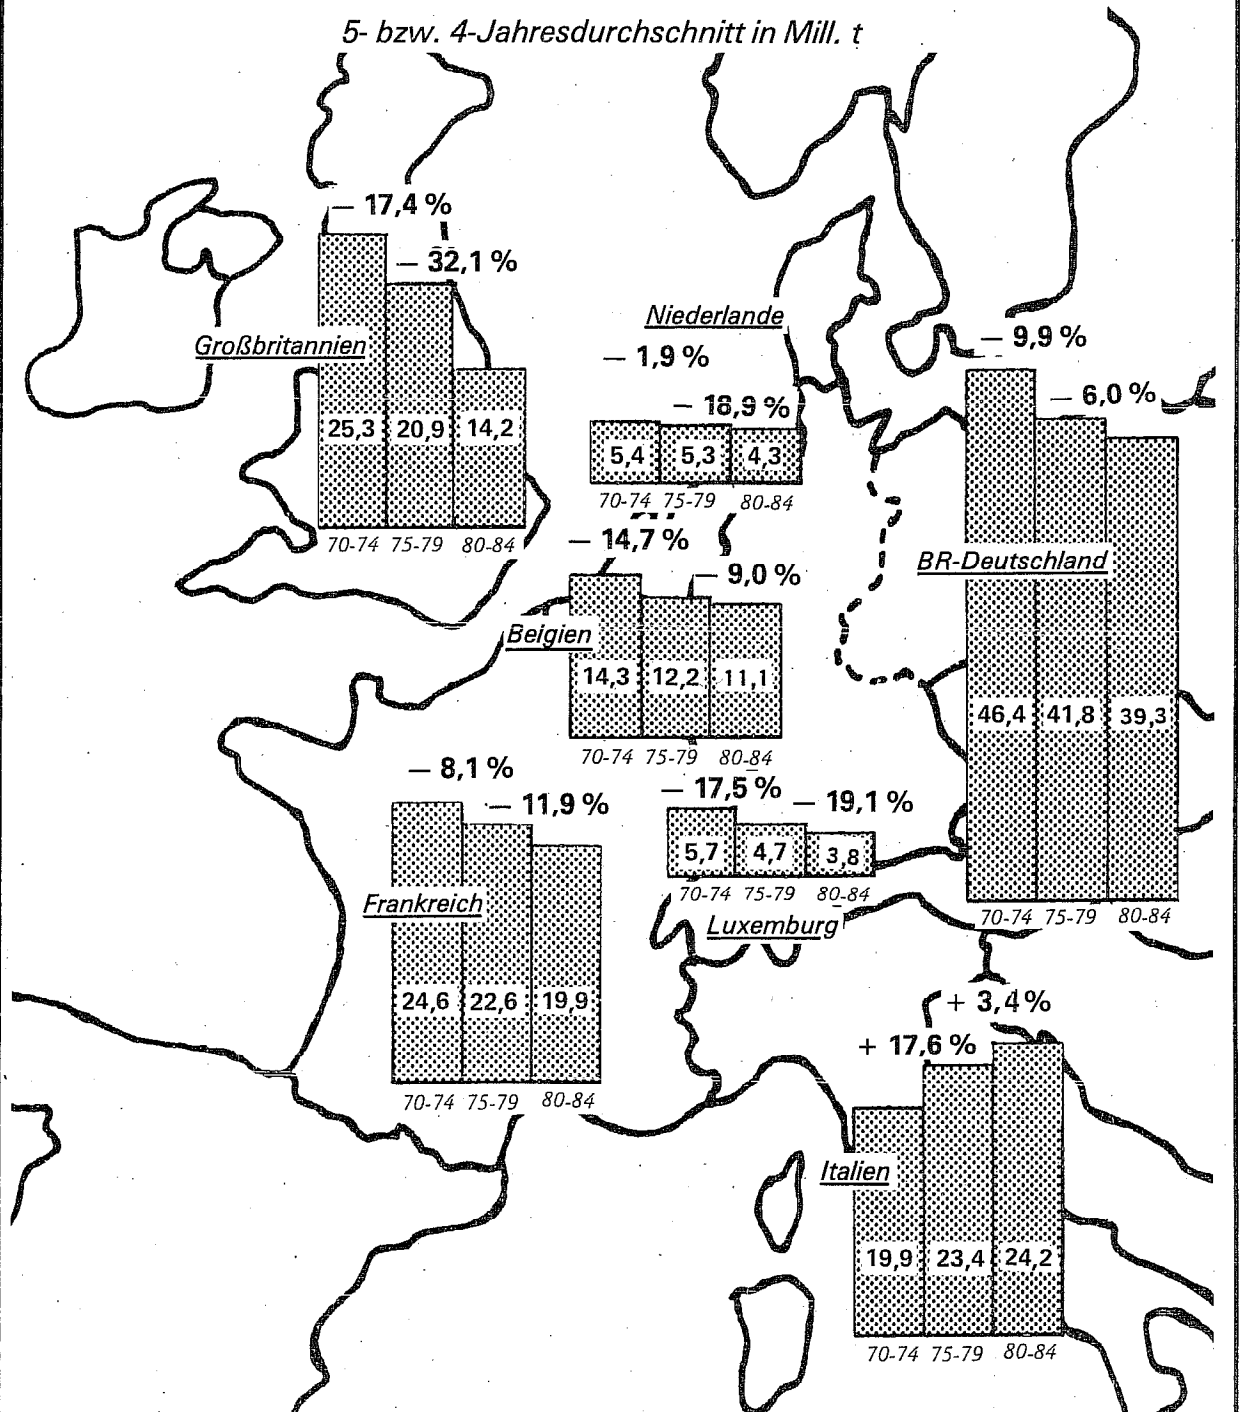 5- bzw. 4-Jahresdurchschnitt in Mill. t
— 17,4 %
— 32,1 %
Großbritannien
25,3 20,9 14,2
70-74 75-79 80-84
Niederlande
— 1,9 %
— 18,9 %
5,4 5,3 4,3
70-74 75-79 80-84
— 9,9 %
— 6,0 %
BR-Deutschland
46,4 41,8 39,3
70-74 75-79 80-84
— 14,7 %
— 9,0 %
Belgien
14,3 12,2 11,1
70-74 75-79 80-84
— 8,1 %
— 11,9 %
Frankreich
24,6 22,6 19,9
70-74 75-79 80-84
— 17,5 %
— 19,1 %
5,7 4,7 3,8
70-74 75-79 80-84
Luxemburg
+ 3,4 %
+ 17,6 %
Italien
19,9 23,4 24,2
70-74 75-79 80-84